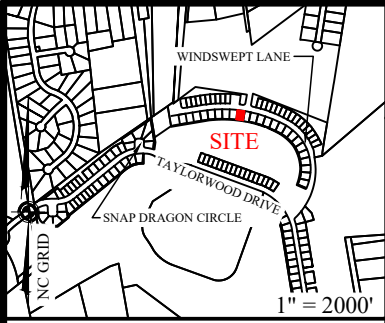 WINDSWEPT LANE
SITE
TAYLORWOOD DRIVE
SNAP DRAGON CIRCLE
NC GRID
1" = 2000'